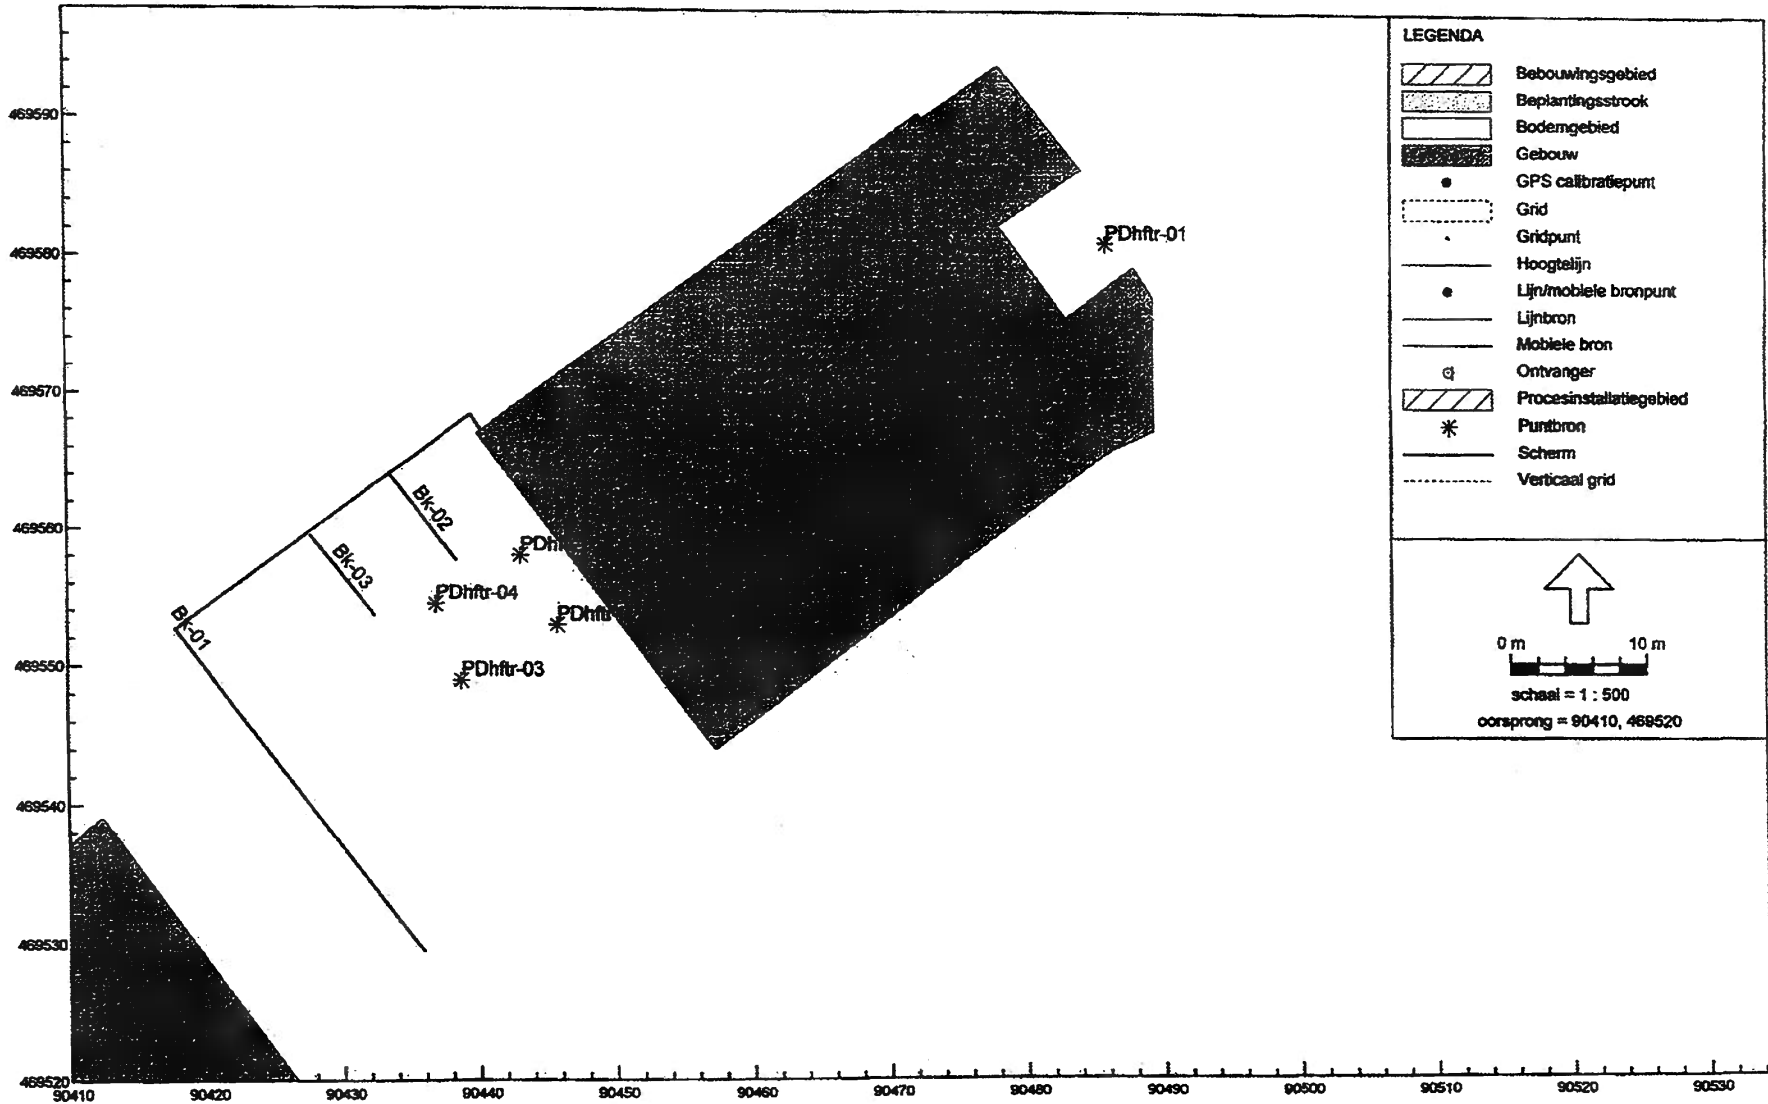 LEGENDA
Bebouwingsgebied
Beplantingsstrook
Bodemgebied
Gebouw
GPS calibratiepunt
Grid
Gridpunt
Hoogtelijn
Lijn/mobiele bronpunt
Lijnbron
Mobiele bron
Ontvanger
Procesinstallatiegebied
Puntbron
Scherm
Verticaal grid
0 m 10 m
schaal = 1 : 500
oorsprong = 90410, 469520
469590
469580
469570
469560
469550
469540
469530
469520
PDhftr-01
Bk-02
Bk-03
PDh
PDhftr-04
PDhftr
Bk-01
PDhftr-03
90410 90420 90430 90440 90450 90460 90470 90480 90490 90500 90510 90520 90530